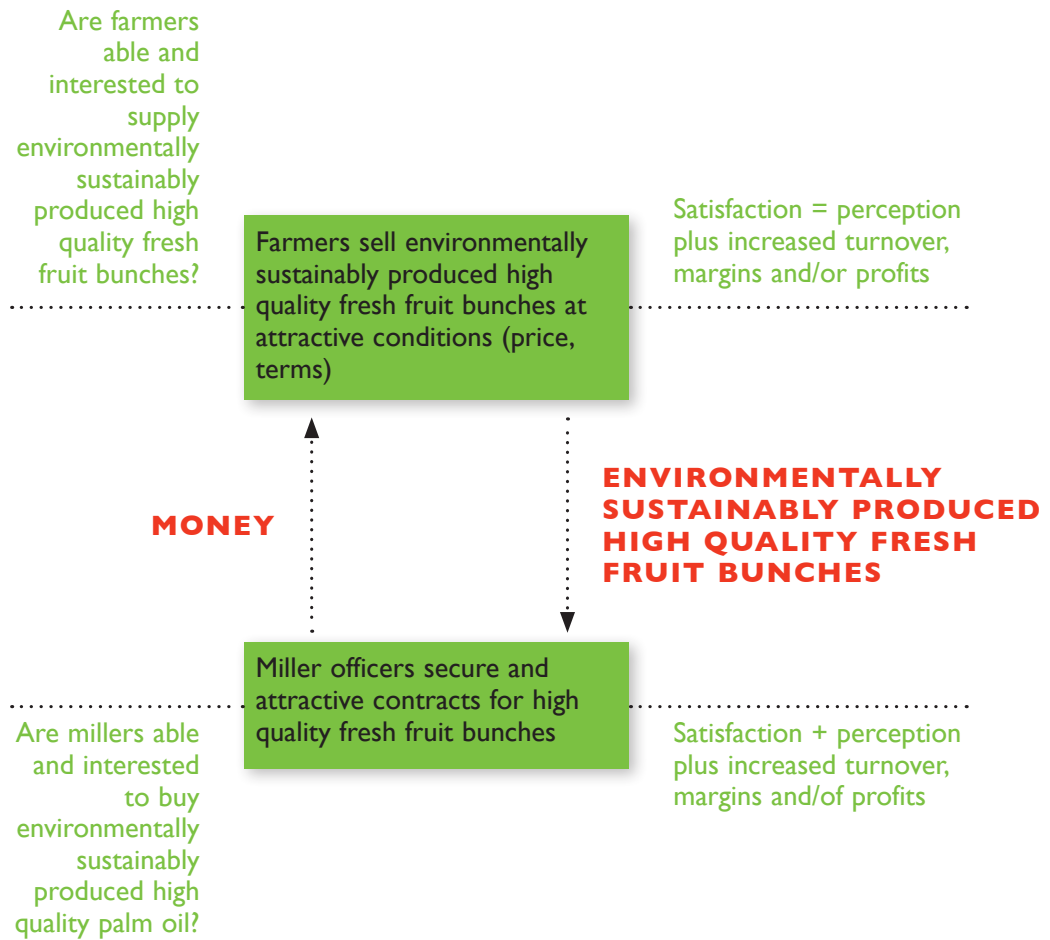 Are farmers
able and
interested to
supply
environmentally
sustainably
produced high
quality fresh
fruit bunches?
Farmers sell environmentally
sustainably produced high
quality fresh fruit bunches at
attractive conditions (price,
terms)
Satisfaction = perception
plus increased turnover,
margins and/or profits
MONEY
ENVIRONMENTALLY
SUSTAINABLY PRODUCED
HIGH QUALITY FRESH
FRUIT BUNCHES
Miller officers secure and
attractive contracts for high
quality fresh fruit bunches
Are millers able
and interested
to buy
environmentally
sustainably
produced high
quality palm oil?
Satisfaction + perception
plus increased turnover,
margins and/of profits